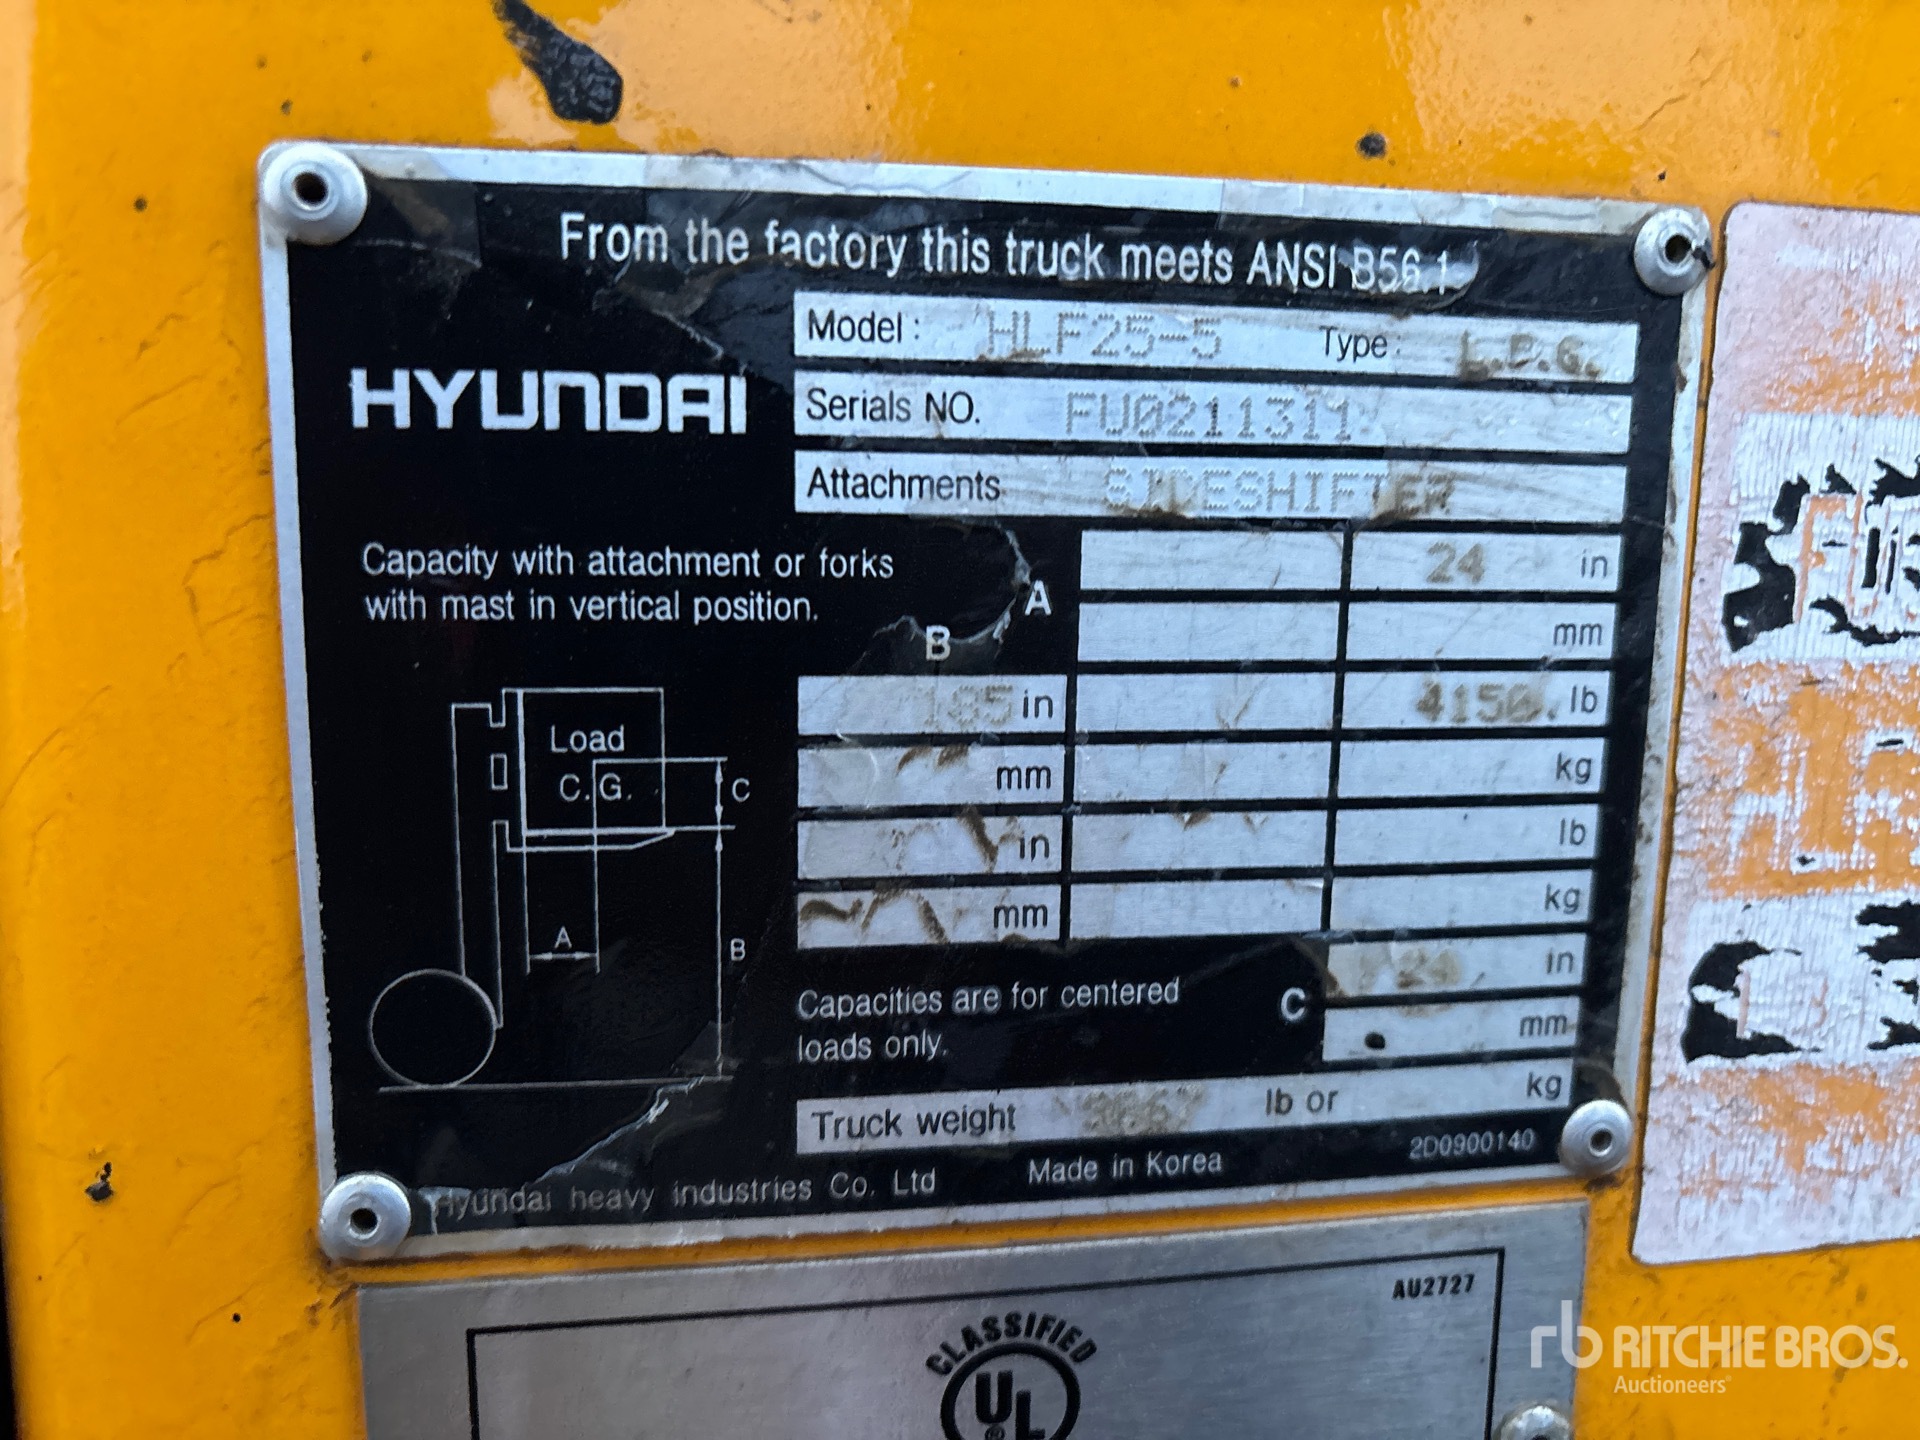 From the factory this truck meets ANSI B56.1
HYUNDAI
Model : HLF25-5 Type : L.P.G.
Serials NO. FU0211311
Attachments SIDESHIFTER
Capacity with attachment or forks
with mast in vertical position.
A
24 in
mm
B
185 in 4150. lb
mm kg
in lb
mm kg
Load
C.G.
C
A
B
Capacities are for centered
loads only.
C
24 in
mm
Truck weight lb or kg
Hyundai heavy industries Co. Ltd Made in Korea 2D0900140
AU2727
CLASSIFIED
UL
®
rb RITCHIE BROS.
Auctioneers